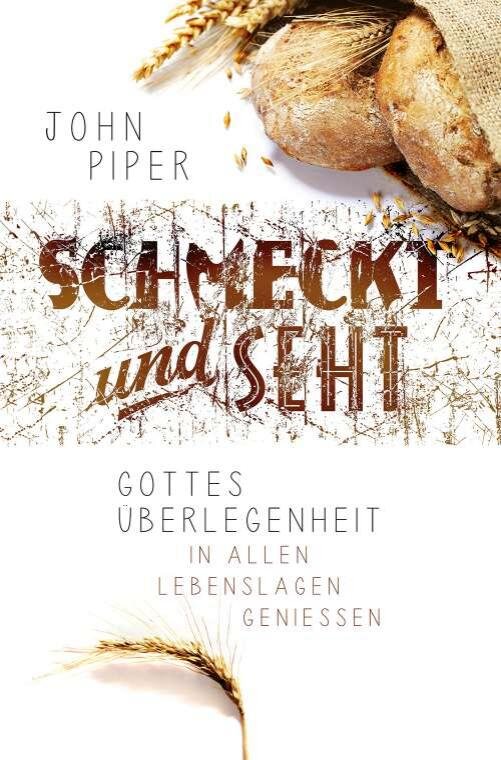 JOHN
PIPER
SCHMECKT
und SEHT
GOTTES
ÜBERLEGENHEIT
IN ALLEN
LEBENSLAGEN
GENIESSEN